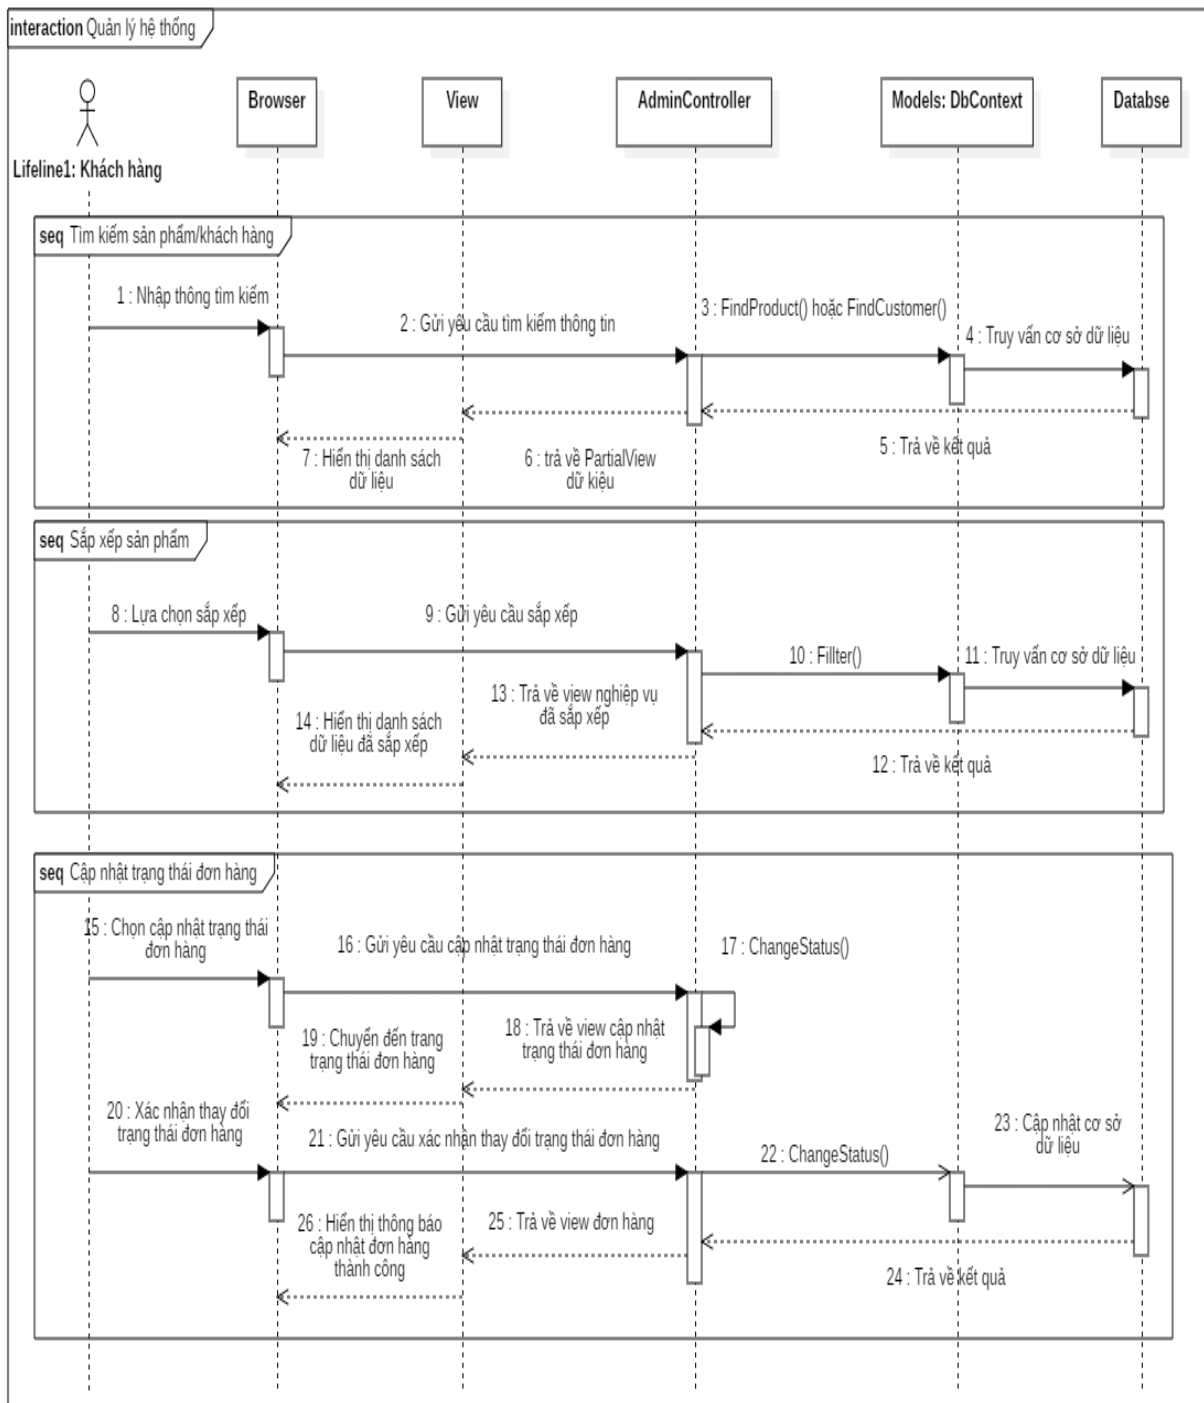 interaction Quản lý hệ thống
Browser
View
AdminController
Models: DbContext
Databse
Lifeline1: Khách hàng
seq Tìm kiếm sản phẩm/khách hàng
1 : Nhập thông tìm kiếm
2 : Gửi yêu cầu tìm kiếm thông tin
3 : FindProduct() hoặc FindCustomer()
4 : Truy vấn cơ sở dữ liệu
5 : Trả về kết quả
6 : trả về PartialView
dữ kiệu
7 : Hiển thị danh sách
dữ liệu
seq Sắp xếp sản phẩm
8 : Lựa chọn sắp xếp
9 : Gửi yêu cầu sắp xếp
10 : Fillter()
11 : Truy vấn cơ sở dữ liệu
12 : Trả về kết quả
13 : Trả về view nghiệp vụ
đã sắp xếp
14 : Hiển thị danh sách
dữ liệu đã sắp xếp
seq Cập nhật trạng thái đơn hàng
15 : Chọn cập nhật trạng thái
đơn hàng
16 : Gửi yêu cầu cập nhật trạng thái đơn hàng
17 : ChangeStatus()
18 : Trả về view cập nhật
trạng thái đơn hàng
19 : Chuyển đến trang
trạng thái đơn hàng
20 : Xác nhận thay đổi
trạng thái đơn hàng
21 : Gửi yêu cầu xác nhận thay đổi trạng thái đơn hàng
22 : ChangeStatus()
23 : Cập nhật cơ sở
dữ liệu
24 : Trả về kết quả
25 : Trả về view đơn hàng
26 : Hiển thị thông báo
cập nhật đơn hàng
thành công